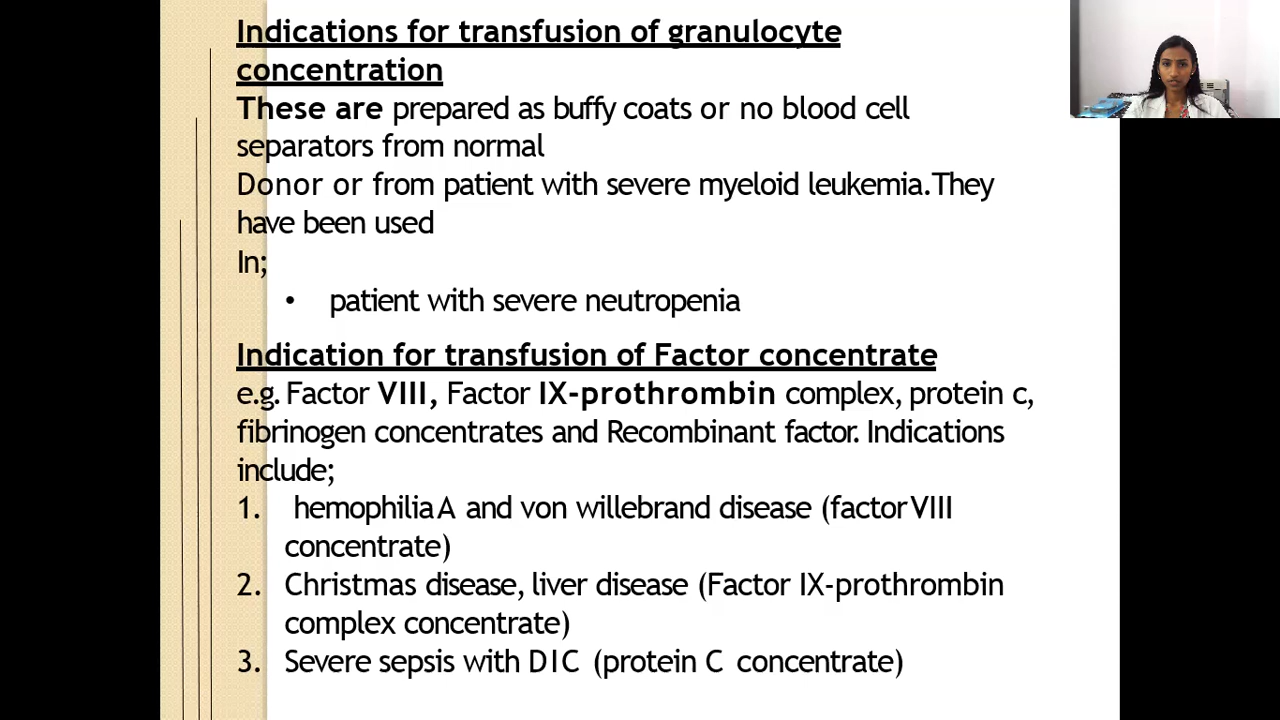 Indications for transfusion of granulocyte
concentration
These are prepared as buffy coats or no blood cell
separators from normal
Donor or from patient with severe myeloid leukemia.They
have been used
In;
• patient with severe neutropenia
Indication for transfusion of Factor concentrate
e.g. Factor VIII, Factor IX-prothrombin complex, protein c,
fibrinogen concentrates and Recombinant factor. Indications
include;
1. hemophilia A and von willebrand disease (factor VIII
concentrate)
2. Christmas disease, liver disease (Factor IX-prothrombin
complex concentrate)
3. Severe sepsis with DIC (protein C concentrate)